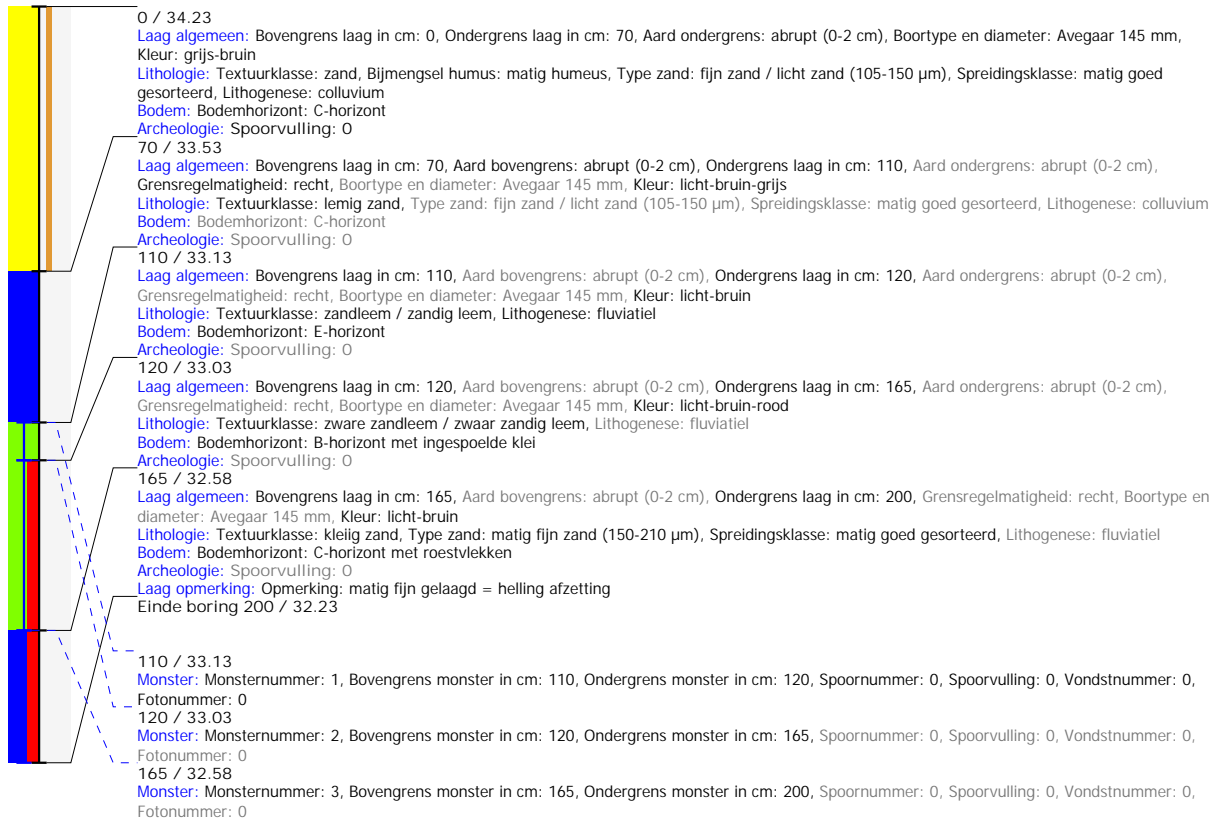 0 / 34.23
Laag algemeen: Bovengrens laag in cm: 0, Ondergrens laag in cm: 70, Aard ondergrens: abrupt (0-2 cm), Boortype en diameter: Avegaar 145 mm,
Kleur: grijs-bruin
Lithologie: Textuurklasse: zand, Bijmengsel humus: matig humeus, Type zand: fijn zand / licht zand (105-150 µm), Spreidingsklasse: matig goed
gesorteerd, Lithogenese: colluvium
Bodem: Bodemhorizont: C-horizont
Archeologie: Spoorvulling: 0
70 / 33.53
Laag algemeen: Bovengrens laag in cm: 70, Aard bovengrens: abrupt (0-2 cm), Ondergrens laag in cm: 110, Aard ondergrens: abrupt (0-2 cm),
Grensregelmatigheid: recht, Boortype en diameter: Avegaar 145 mm, Kleur: licht-bruin-grijs
Lithologie: Textuurklasse: lemig zand, Type zand: fijn zand / licht zand (105-150 µm), Spreidingsklasse: matig goed gesorteerd, Lithogenese: colluvium
Bodem: Bodemhorizont: C-horizont
Archeologie: Spoorvulling: 0
110 / 33.13
Laag algemeen: Bovengrens laag in cm: 110, Aard bovengrens: abrupt (0-2 cm), Ondergrens laag in cm: 120, Aard ondergrens: abrupt (0-2 cm),
Grensregelmatigheid: recht, Boortype en diameter: Avegaar 145 mm, Kleur: licht-bruin
Lithologie: Textuurklasse: zandleem / zandig leem, Lithogenese: fluviatiel
Bodem: Bodemhorizont: E-horizont
Archeologie: Spoorvulling: 0
120 / 33.03
Laag algemeen: Bovengrens laag in cm: 120, Aard bovengrens: abrupt (0-2 cm), Ondergrens laag in cm: 165, Aard ondergrens: abrupt (0-2 cm),
Grensregelmatigheid: recht, Boortype en diameter: Avegaar 145 mm, Kleur: licht-bruin-rood
Lithologie: Textuurklasse: zware zandleem / zwaar zandig leem, Lithogenese: fluviatiel
Bodem: Bodemhorizont: B-horizont met ingespoelde klei
Archeologie: Spoorvulling: 0
165 / 32.58
Laag algemeen: Bovengrens laag in cm: 165, Aard bovengrens: abrupt (0-2 cm), Ondergrens laag in cm: 200, Grensregelmatigheid: recht, Boortype en
diameter: Avegaar 145 mm, Kleur: licht-bruin
Lithologie: Textuurklasse: kleiig zand, Type zand: matig fijn zand (150-210 µm), Spreidingsklasse: matig goed gesorteerd, Lithogenese: fluviatiel
Bodem: Bodemhorizont: C-horizont met roestvlekken
Archeologie: Spoorvulling: 0
Laag opmerking: Opmerking: matig fijn gelaagd = helling afzetting
Einde boring 200 / 32.23
110 / 33.13
Monster: Monsternummer: 1, Bovengrens monster in cm: 110, Ondergrens monster in cm: 120, Spoornummer: 0, Spoorvulling: 0, Vondstnummer: 0,
Fotonummer: 0
120 / 33.03
Monster: Monsternummer: 2, Bovengrens monster in cm: 120, Ondergrens monster in cm: 165, Spoornummer: 0, Spoorvulling: 0, Vondstnummer: 0,
Fotonummer: 0
165 / 32.58
Monster: Monsternummer: 3, Bovengrens monster in cm: 165, Ondergrens monster in cm: 200, Spoornummer: 0, Spoorvulling: 0, Vondstnummer: 0,
Fotonummer: 0